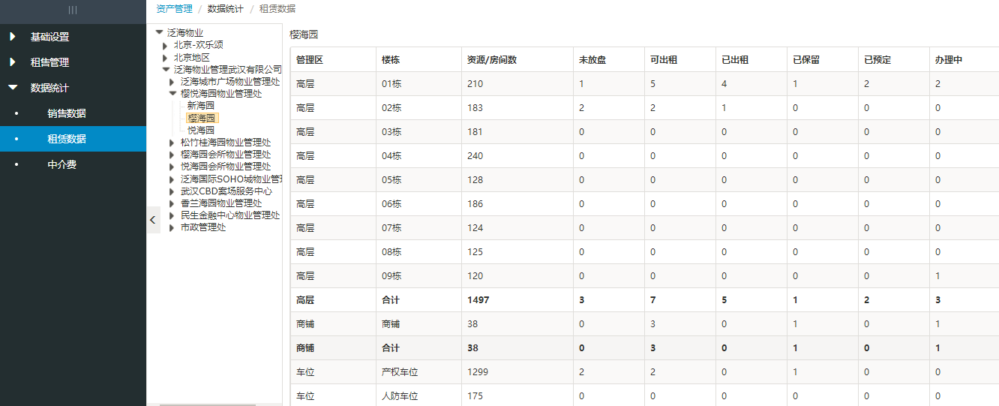 资产管理 / 数据统计 / 租赁数据
基础设置
租售管理
数据统计
销售数据
租赁数据
中介费
泛海物业
北京-欢乐颂
北京地区
泛海物业管理武汉有限公司
泛海城市广场物业管理处
樱悦海园物业管理处
新海园
樱海园
悦海园
松竹桂海园物业管理处
樱海园会所物业管理处
悦海园会所物业管理处
泛海国际SOHO城物业管
武汉CBD案场服务中心
香兰海园物业管理处
民生金融中心物业管理处
市政管理处
樱海园
管理区 楼栋 资源/房间数 未放盘 可出租 已出租 已保留 已预定 办理中
高层 01栋 210 1 5 4 1 2 2
高层 02栋 183 2 2 1 0 0 0
高层 03栋 181 0 0 0 0 0 0
高层 04栋 240 0 0 0 0 0 0
高层 05栋 128 0 0 0 0 0 0
高层 06栋 186 0 0 0 0 0 0
高层 07栋 124 0 0 0 0 0 0
高层 08栋 125 0 0 0 0 0 0
高层 09栋 120 0 0 0 0 0 1
高层 合计 1497 3 7 5 1 2 3
商铺 商铺 38 0 3 0 1 0 1
商铺 合计 38 0 3 0 1 0 1
车位 产权车位 1299 2 2 0 1 0 0
车位 人防车位 175 0 0 0 0 0 0